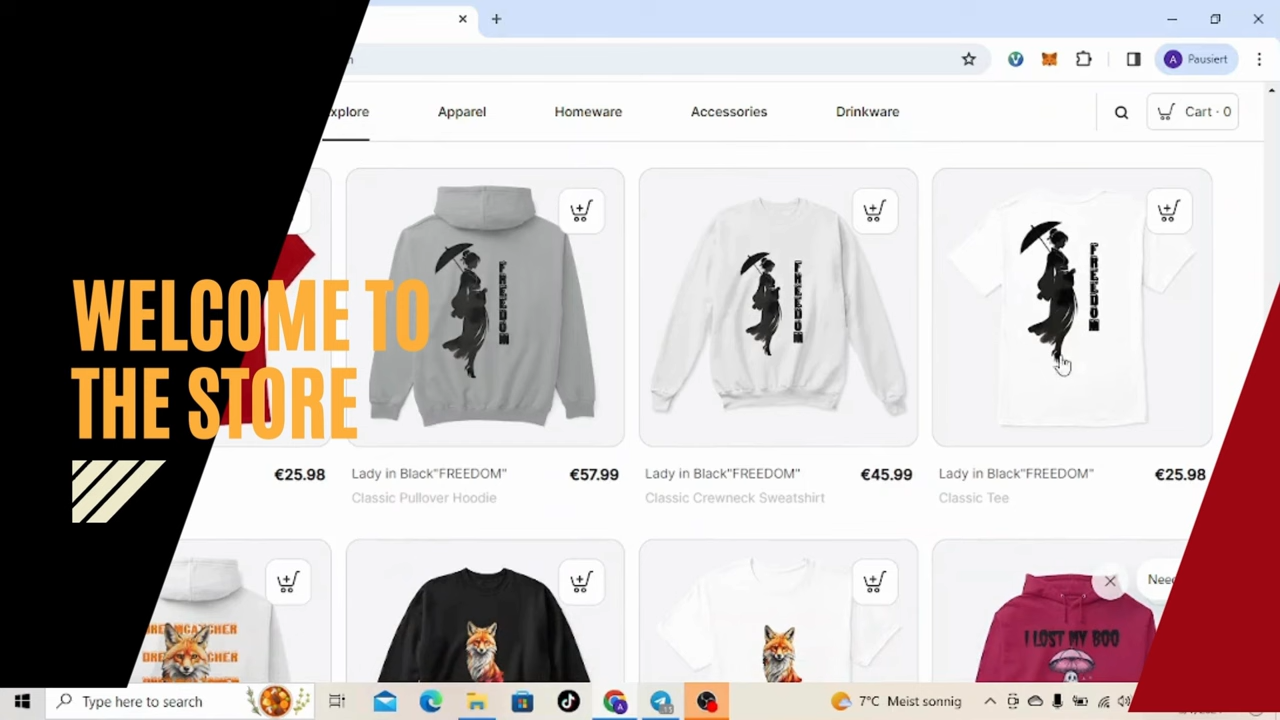 A
Pausiert
xplore
Apparel
Homeware
Accessories
Drinkware
Cart · 0
FREEDOM
FREEDOM
FREEDOM
WELCOME TO
THE STORE
€25.98
Lady in Black"FREEDOM"
€57.99
Classic Pullover Hoodie
Lady in Black"FREEDOM"
€45.99
Classic Crewneck Sweatshirt
Lady in Black"FREEDOM"
€25.98
Classic Tee
Nee
I LOST MY BOO
Type here to search
7°C Meist sonnig